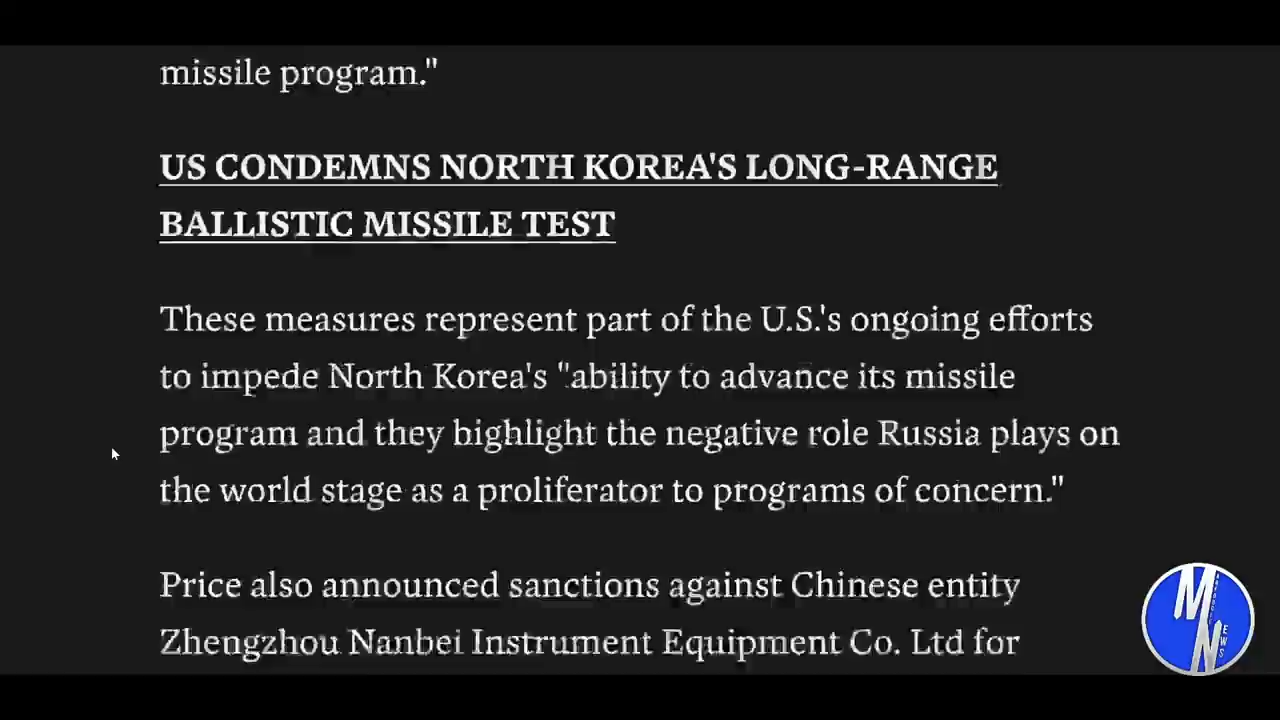 missile program."
US CONDEMNS NORTH KOREA'S LONG-RANGE
BALLISTIC MISSILE TEST
These measures represent part of the U.S.'s ongoing efforts
to impede North Korea's "ability to advance its missile
program and they highlight the negative role Russia plays on
the world stage as a proliferator to programs of concern."
Price also announced sanctions against Chinese entity
Zhengzhou Nanbei Instrument Equipment Co. Ltd for
M
NEWS